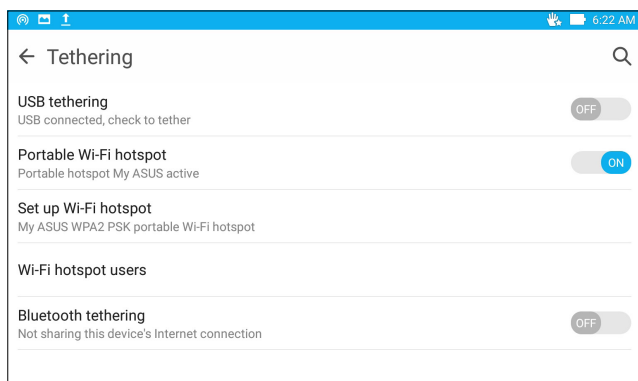 6:22 AM
Tethering
USB tethering
OFF
USB connected, check to tether
Portable Wi-Fi hotspot
ON
Portable hotspot My ASUS active
Set up Wi-Fi hotspot
My ASUS WPA2 PSK portable Wi-Fi hotspot
Wi-Fi hotspot users
Bluetooth tethering
OFF
Not sharing this device's Internet connection